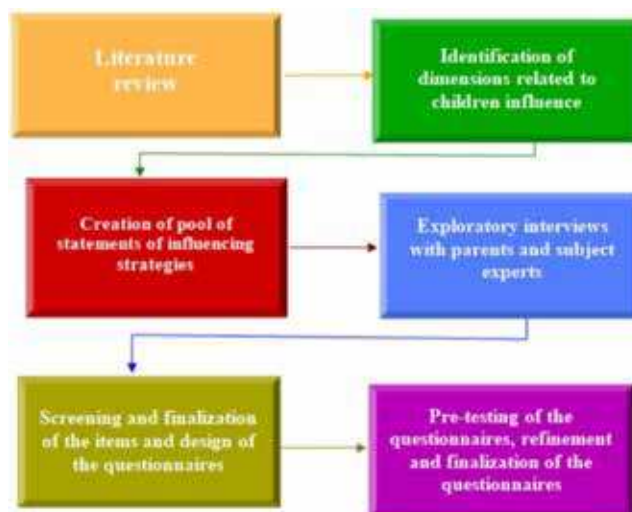 Literature
review
Identification of
dimensions related to
children influence
Creation of pool of
statements of influencing
strategies
Exploratory interviews
with parents and subject
experts
Screening and finalization
of the items and design of
the questionnaires
Pre-testing of the
questionnaires, refinement
and finalization of the
questionnaires